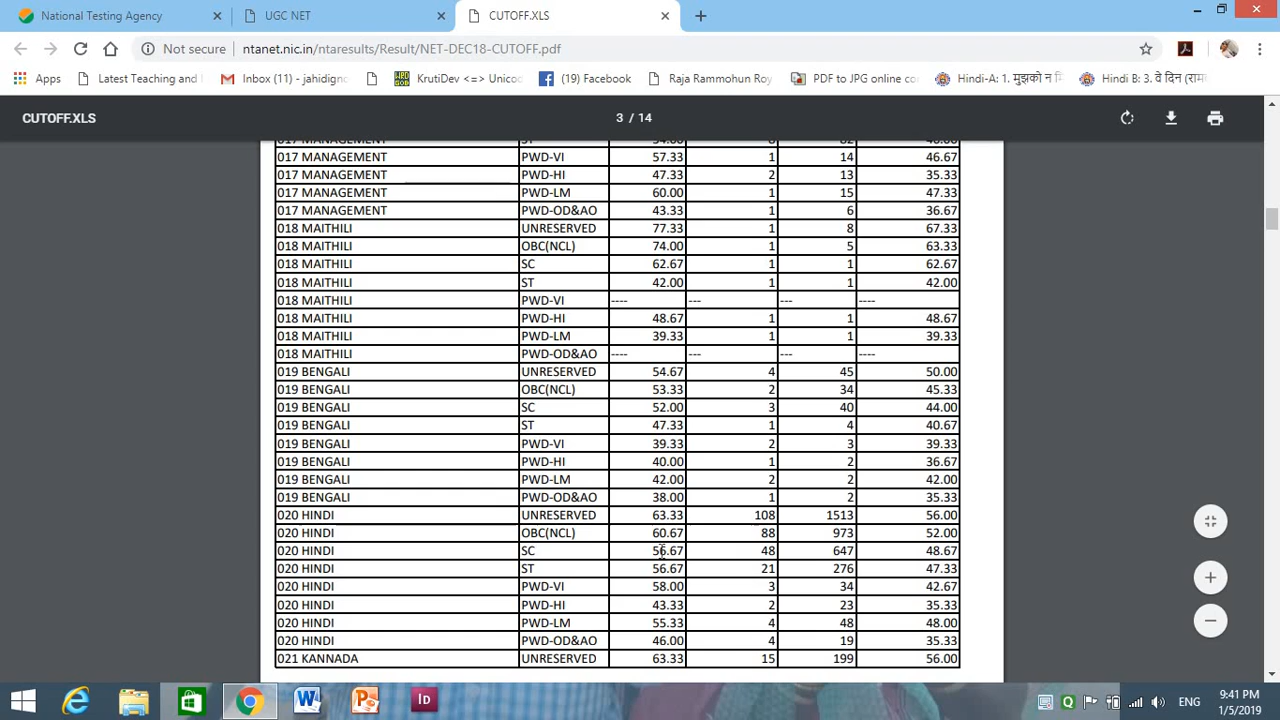 National Testing Agency × UGC NET × CUTOFF.XLS ×
Not secure ntanet.nic.in/ntaresults/Result/NET-DEC18-CUTOFF.pdf
Apps Latest Teaching and Inbox (11) - jahidign KrutiDev <=> Unico (19) Facebook Raja Rammohun Roy PDF to JPG online co Hindi-A: 1. मुझको न Hindi B: 3. वे दिन (राम
CUTOFF.XLS 3 / 14
017 MANAGEMENT
017 MANAGEMENT PWD-VI 57.33 1 14 46.67
017 MANAGEMENT PWD-HI 47.33 2 13 35.33
017 MANAGEMENT PWD-LM 60.00 1 15 47.33
017 MANAGEMENT PWD-OD&AO 43.33 1 6 36.67
018 MAITHILI UNRESERVED 77.33 1 8 67.33
018 MAITHILI OBC(NCL) 74.00 1 5 63.33
018 MAITHILI SC 62.67 1 1 62.67
018 MAITHILI ST 42.00 1 1 42.00
018 MAITHILI PWD-VI ---- --- --- ----
018 MAITHILI PWD-HI 48.67 1 1 48.67
018 MAITHILI PWD-LM 39.33 1 1 39.33
018 MAITHILI PWD-OD&AO ---- --- --- ----
019 BENGALI UNRESERVED 54.67 4 45 50.00
019 BENGALI OBC(NCL) 53.33 2 34 45.33
019 BENGALI SC 52.00 3 40 44.00
019 BENGALI ST 47.33 1 4 40.67
019 BENGALI PWD-VI 39.33 2 3 39.33
019 BENGALI PWD-HI 40.00 1 2 36.67
019 BENGALI PWD-LM 42.00 2 2 42.00
019 BENGALI PWD-OD&AO 38.00 1 2 35.33
020 HINDI UNRESERVED 63.33 108 1513 56.00
020 HINDI OBC(NCL) 60.67 88 973 52.00
020 HINDI SC 56.67 48 647 48.67
020 HINDI ST 56.67 21 276 47.33
020 HINDI PWD-VI 58.00 3 34 42.67
020 HINDI PWD-HI 43.33 2 23 35.33
020 HINDI PWD-LM 55.33 4 48 48.00
020 HINDI PWD-OD&AO 46.00 4 19 35.33
021 KANNADA UNRESERVED 63.33 15 199 56.00
ENG 9:41 PM
1/5/2019